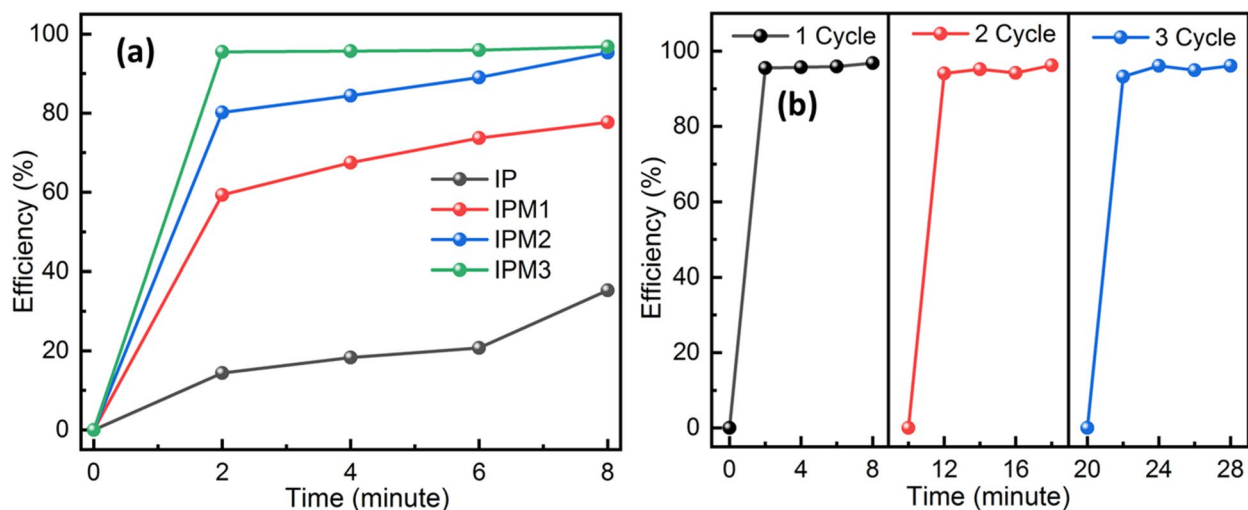 (a)
Efficiency (%)
100
80
60
40
20
0
IP
IPM1
IPM2
IPM3
0 2 4 6 8
Time (minute)
(b)
1 Cycle 2 Cycle 3 Cycle
Efficiency (%)
100
80
60
40
20
0
0 4 8 12 16 20 24 28
Time (minute)